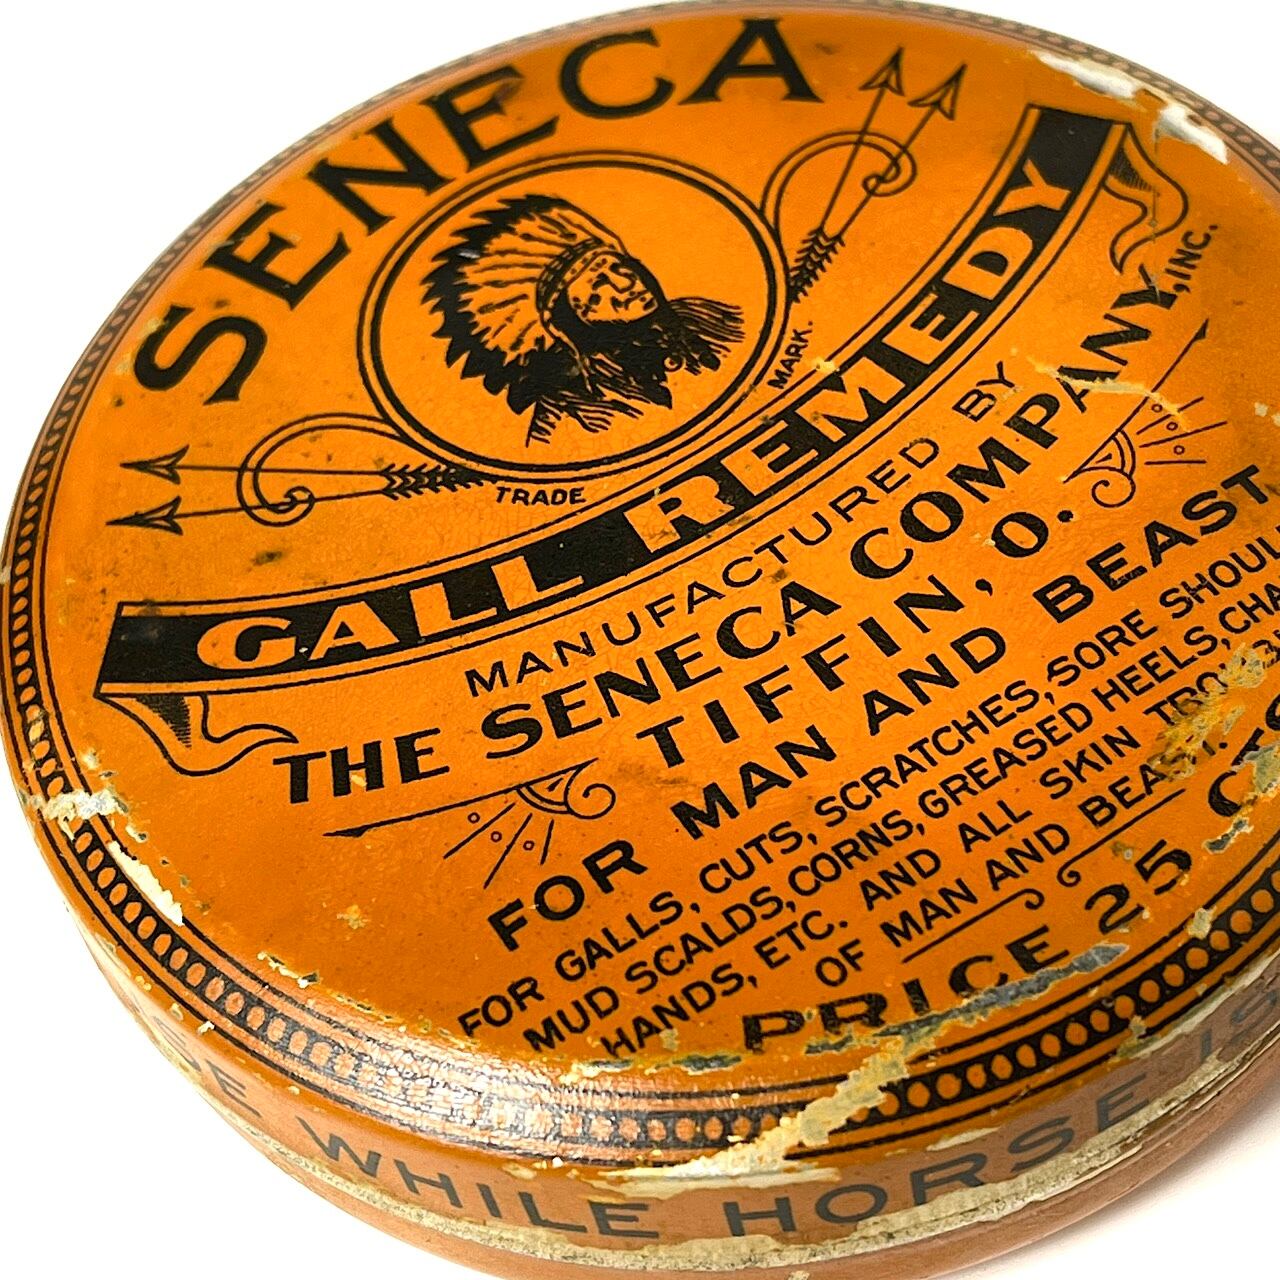 SENECA
TRADE MARK.
GALL REMEDY
MANUFACTURED BY
THE SENECA COMPANY, INC.
TIFFIN, O.
FOR MAN AND BEAST
FOR GALLS, CUTS, SCRATCHES, SORE
MUD SCALDS, CORNS, GREASED HEELS,
HANDS, ETC. AND ALL SKIN
OF MAN AND BEAST.
PRICE 25
WHILE HORSE IS